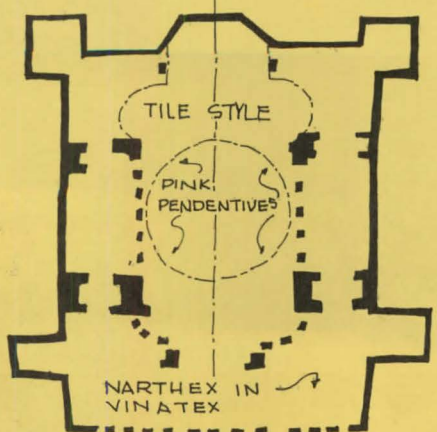 TILE STYLE
PINK
PENDENTIVES
NARTHEX IN
VINATEX